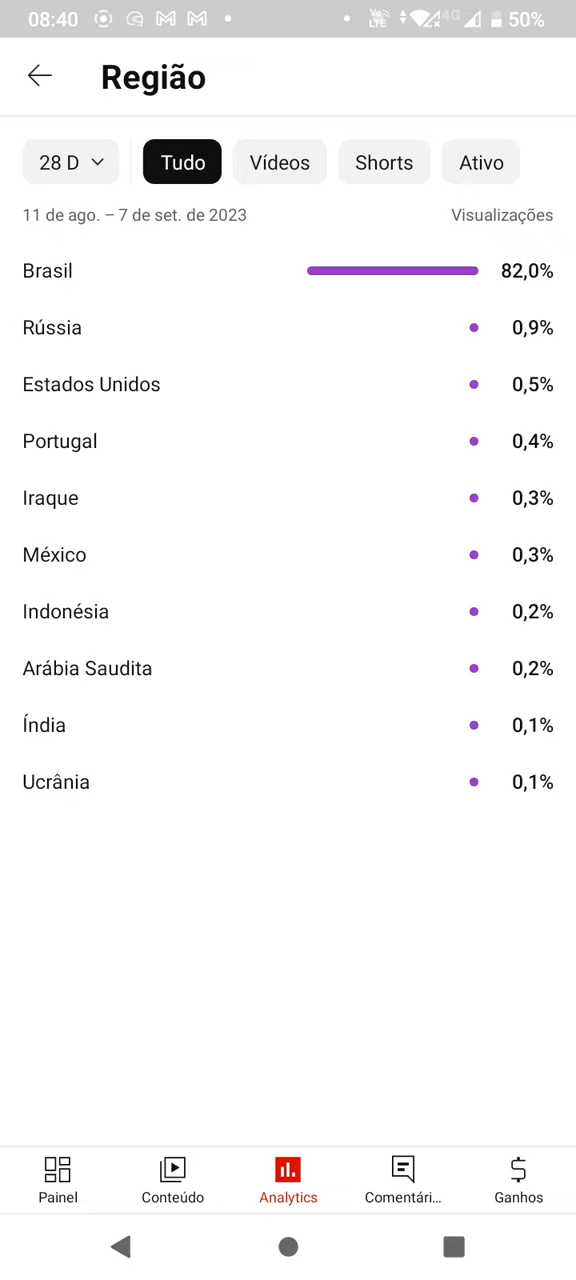 08:40 4G 50%
VoLTE
Região
28 D Tudo Vídeos Shorts Ativo
11 de ago. – 7 de set. de 2023 Visualizações
Brasil 82,0%
Rússia 0,9%
Estados Unidos 0,5%
Portugal 0,4%
Iraque 0,3%
México 0,3%
Indonésia 0,2%
Arábia Saudita 0,2%
Índia 0,1%
Ucrânia 0,1%
Painel Conteúdo Analytics Comentári... Ganhos